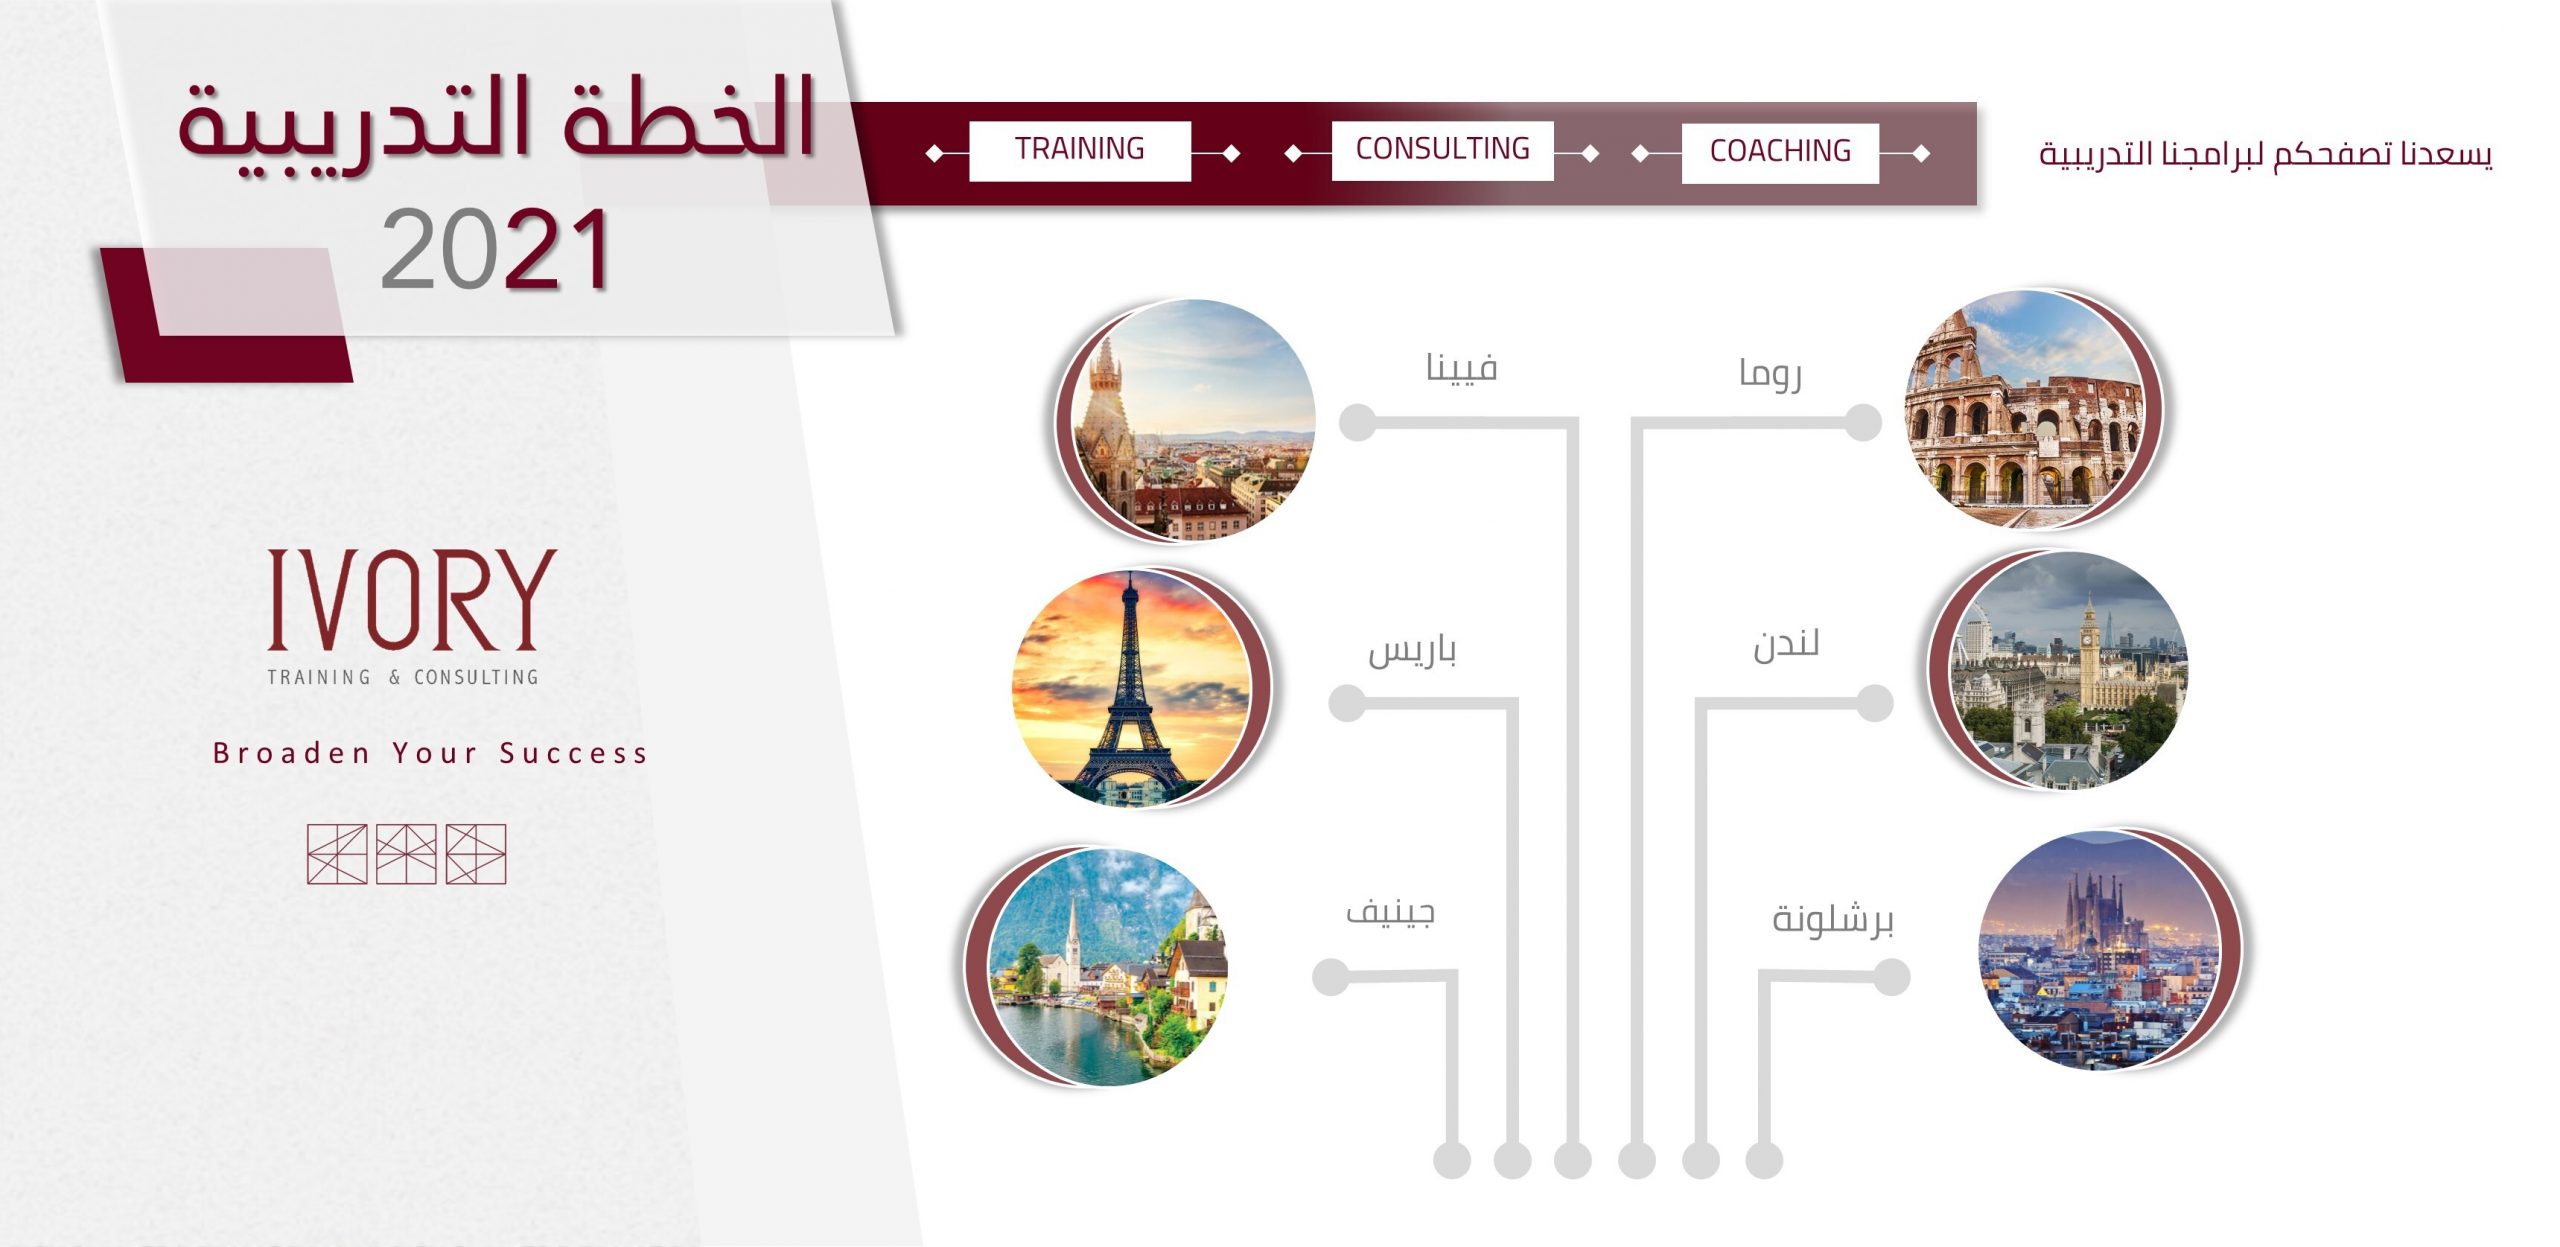 الخطة التدريبية
2021
IVORY
TRAINING & CONSULTING
Broaden Your Success
TRAINING
CONSULTING
COACHING
يسعدنا تصفحكم لبرامجنا التدريبية
فيينا
روما
باريس
لندن
جينيف
برشلونة